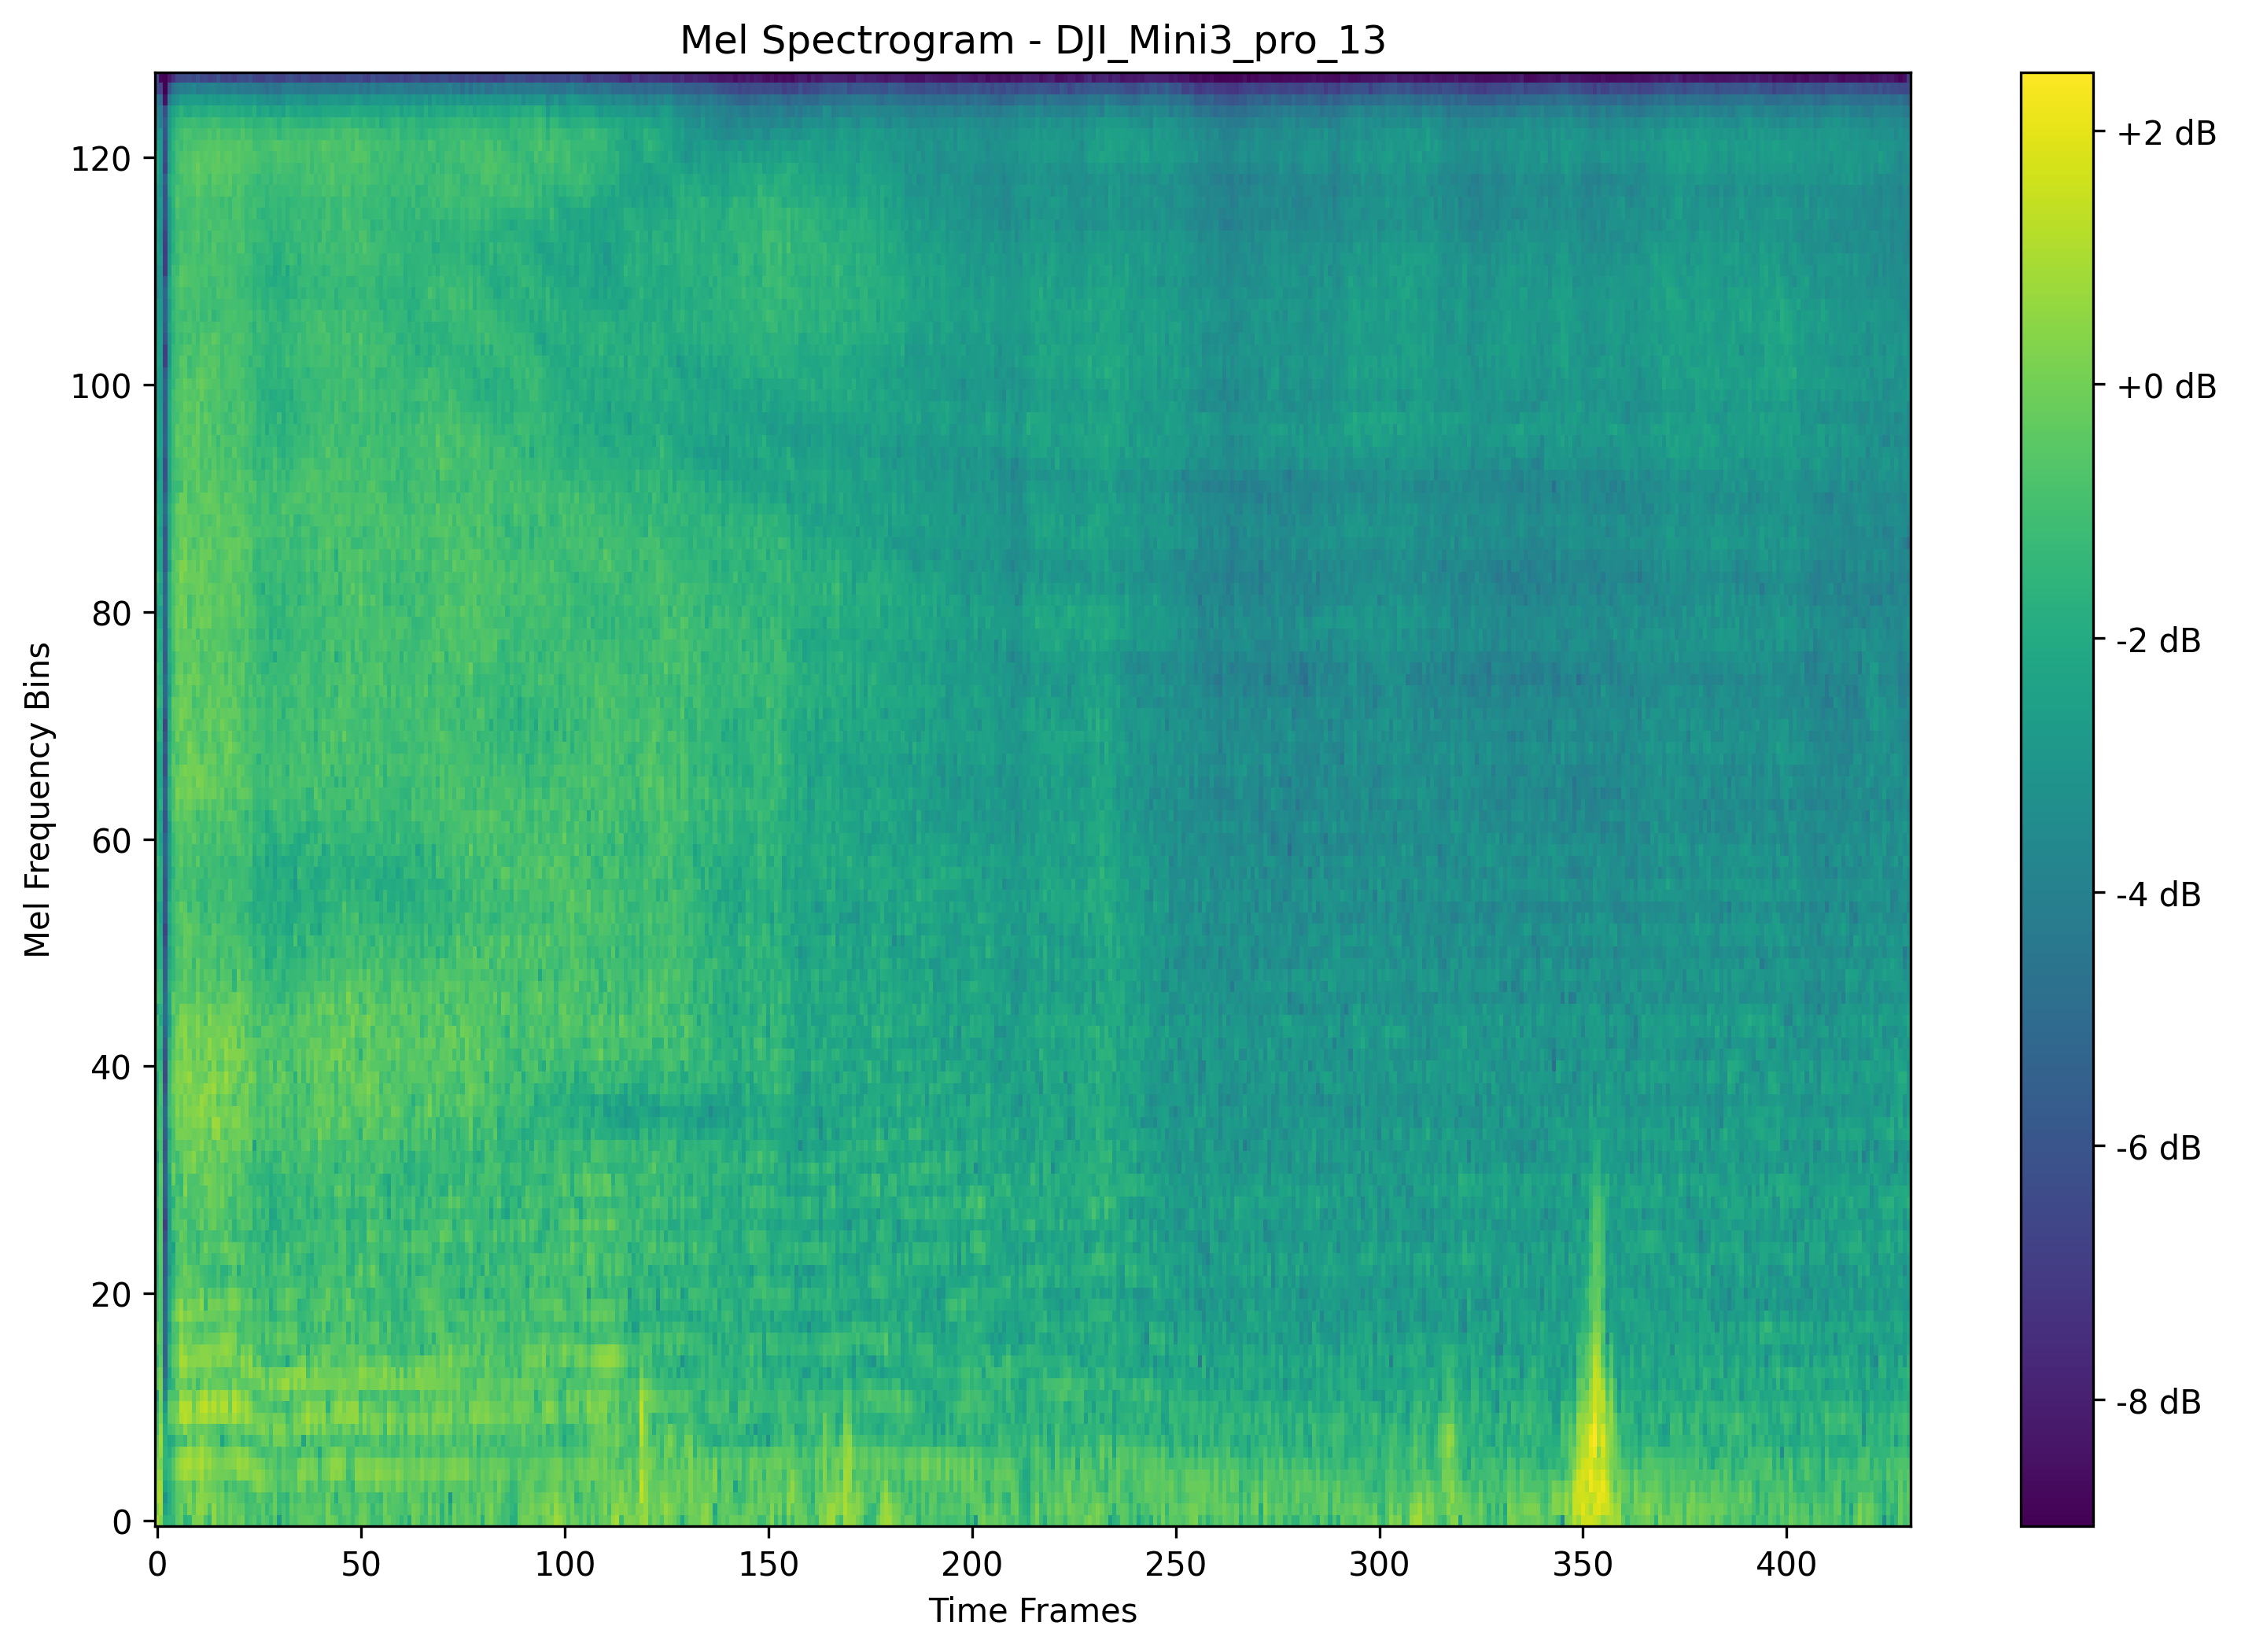 Mel Spectrogram - DJI_Mini3_pro_13
Mel Frequency Bins
120
100
80
60
40
20
0
0 50 100 150 200 250 300 350 400
Time Frames
+2 dB
+0 dB
-2 dB
-4 dB
-6 dB
-8 dB